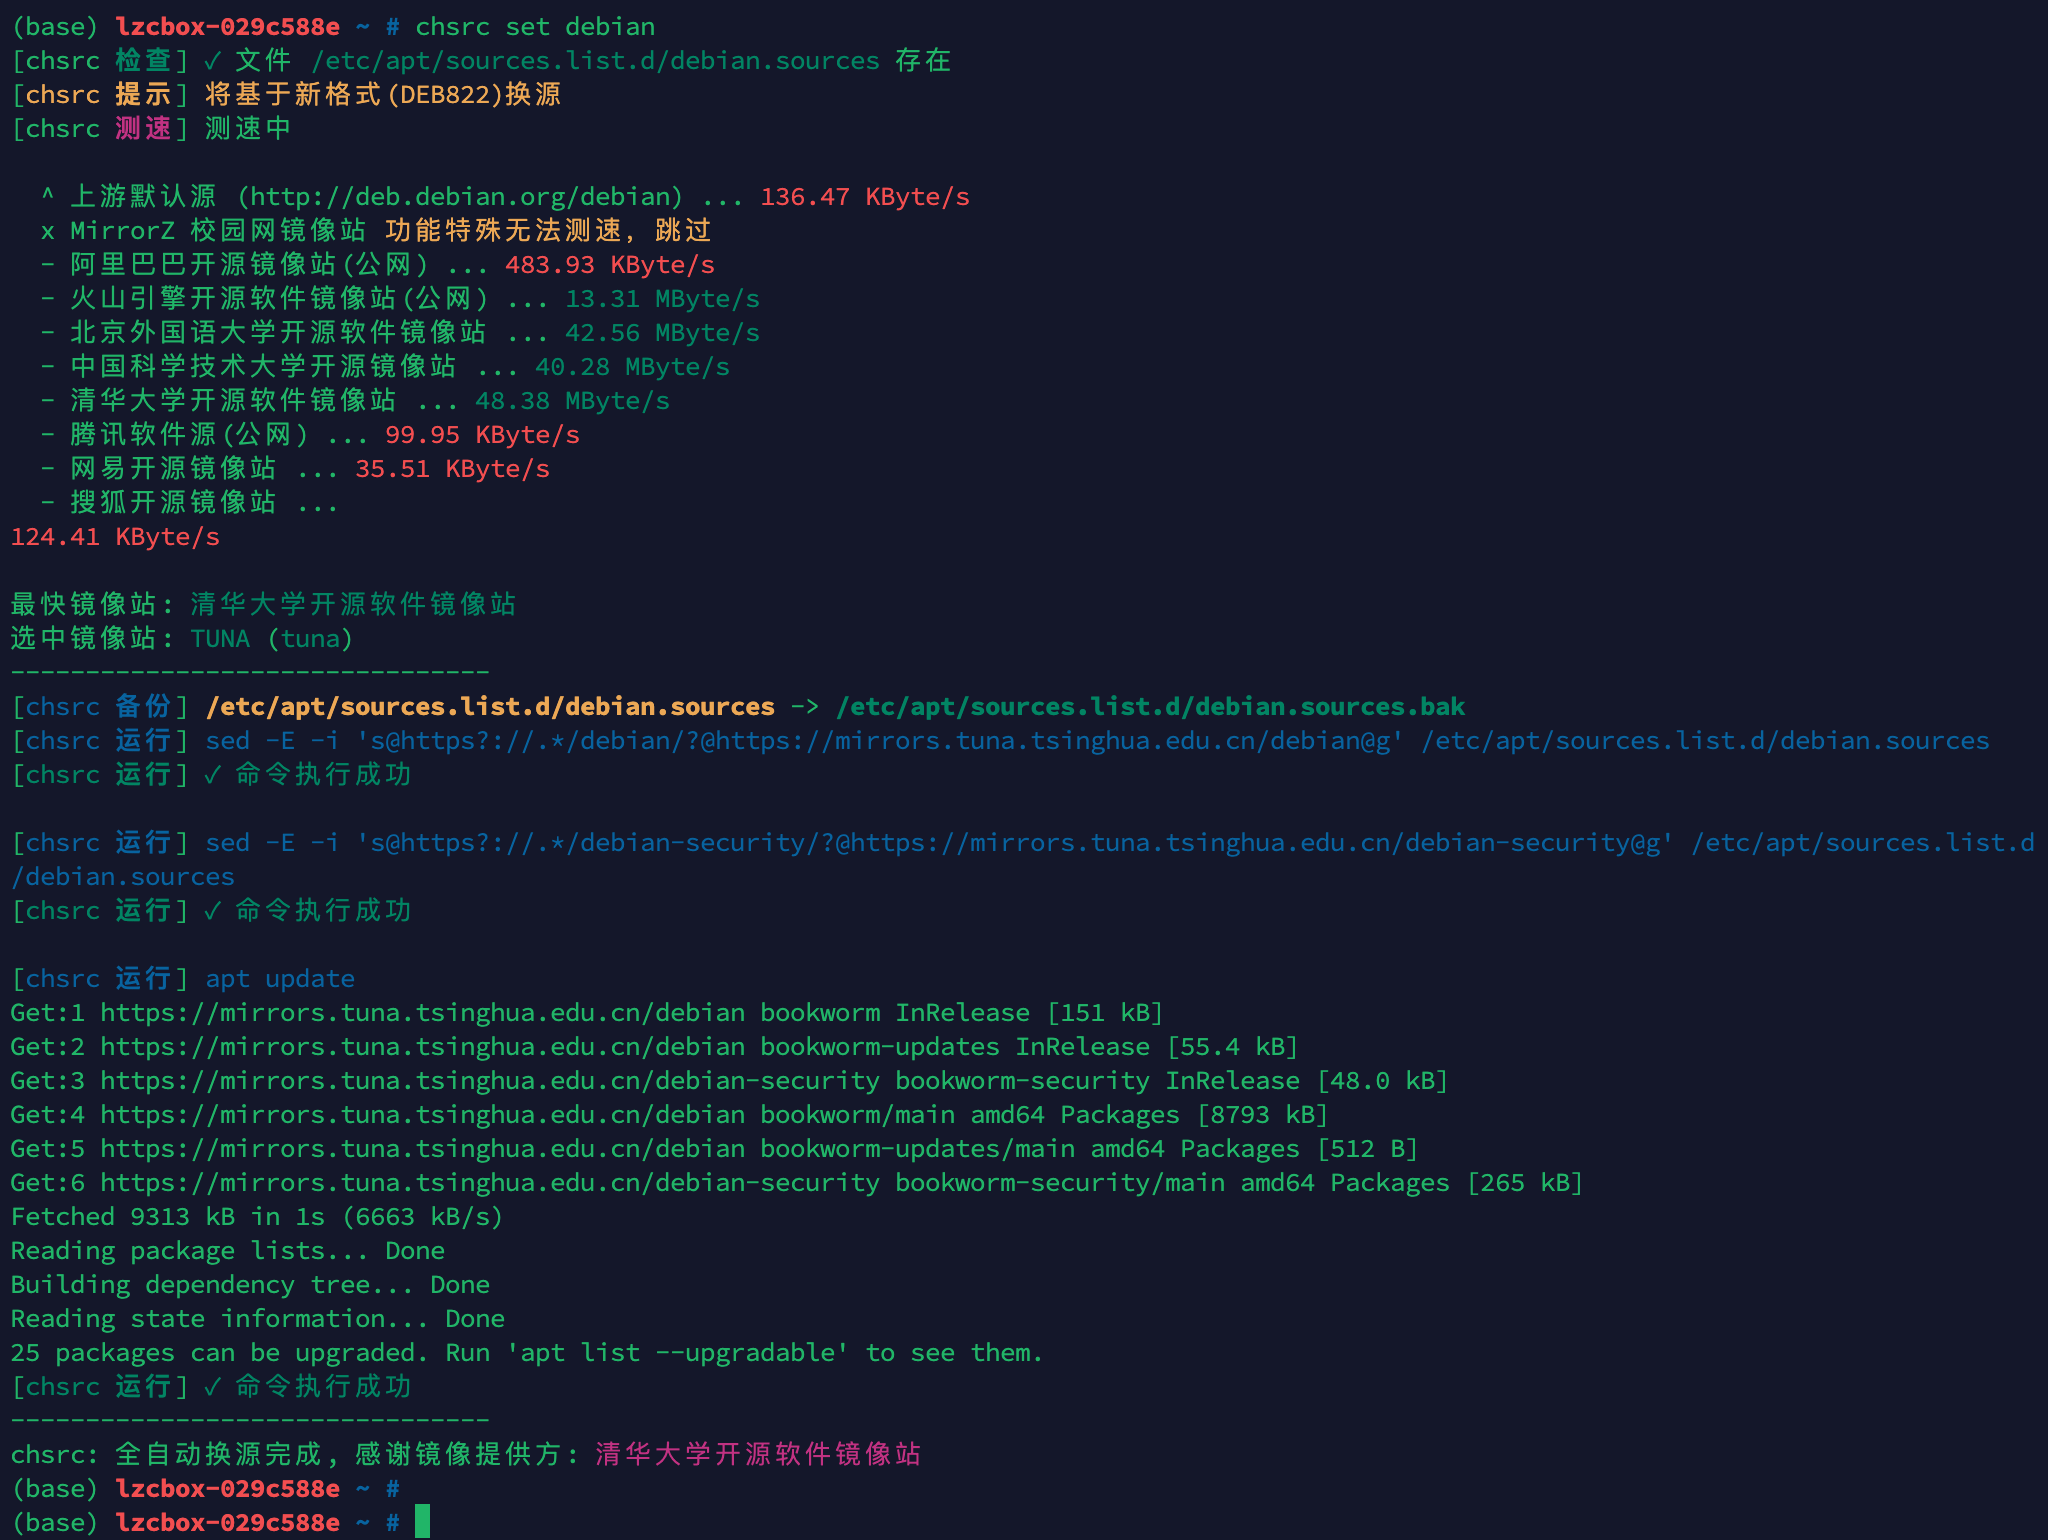 (base) lzcbox-029c588e ~ # chsrc set debian
[chsrc 检查] ✓ 文件 /etc/apt/sources.list.d/debian.sources 存在
[chsrc 提示] 将基于新格式(DEB822)换源
[chsrc 测速] 测速中
^ 上游默认源 (http://deb.debian.org/debian) ... 136.47 KByte/s
x MirrorZ 校园网镜像站 功能特殊无法测速, 跳过
- 阿里巴巴开源镜像站(公网) ... 483.93 KByte/s
- 火山引擎开源软件镜像站(公网) ... 13.31 MByte/s
- 北京外国语大学开源软件镜像站 ... 42.56 MByte/s
- 中国科学技术大学开源镜像站 ... 40.28 MByte/s
- 清华大学开源软件镜像站 ... 48.38 MByte/s
- 腾讯软件源(公网) ... 99.95 KByte/s
- 网易开源镜像站 ... 35.51 KByte/s
- 搜狐开源镜像站 ...
124.41 KByte/s
最快镜像站: 清华大学开源软件镜像站
选中镜像站: TUNA (tuna)
--------------------------------
[chsrc 备份] /etc/apt/sources.list.d/debian.sources -> /etc/apt/sources.list.d/debian.sources.bak
[chsrc 运行] sed -E -i 's@https?://.*/debian/?@https://mirrors.tuna.tsinghua.edu.cn/debian@g' /etc/apt/sources.list.d/debian.sources
[chsrc 运行] ✓ 命令执行成功
[chsrc 运行] sed -E -i 's@https?://.*/debian-security/?@https://mirrors.tuna.tsinghua.edu.cn/debian-security@g' /etc/apt/sources.list.d
/debian.sources
[chsrc 运行] ✓ 命令执行成功
[chsrc 运行] apt update
Get:1 https://mirrors.tuna.tsinghua.edu.cn/debian bookworm InRelease [151 kB]
Get:2 https://mirrors.tuna.tsinghua.edu.cn/debian bookworm-updates InRelease [55.4 kB]
Get:3 https://mirrors.tuna.tsinghua.edu.cn/debian-security bookworm-security InRelease [48.0 kB]
Get:4 https://mirrors.tuna.tsinghua.edu.cn/debian bookworm/main amd64 Packages [8793 kB]
Get:5 https://mirrors.tuna.tsinghua.edu.cn/debian bookworm-updates/main amd64 Packages [512 B]
Get:6 https://mirrors.tuna.tsinghua.edu.cn/debian-security bookworm-security/main amd64 Packages [265 kB]
Fetched 9313 kB in 1s (6663 kB/s)
Reading package lists... Done
Building dependency tree... Done
Reading state information... Done
25 packages can be upgraded. Run 'apt list --upgradable' to see them.
[chsrc 运行] ✓ 命令执行成功
--------------------------------
chsrc: 全自动换源完成, 感谢镜像提供方: 清华大学开源软件镜像站
(base) lzcbox-029c588e ~ #
(base) lzcbox-029c588e ~ #